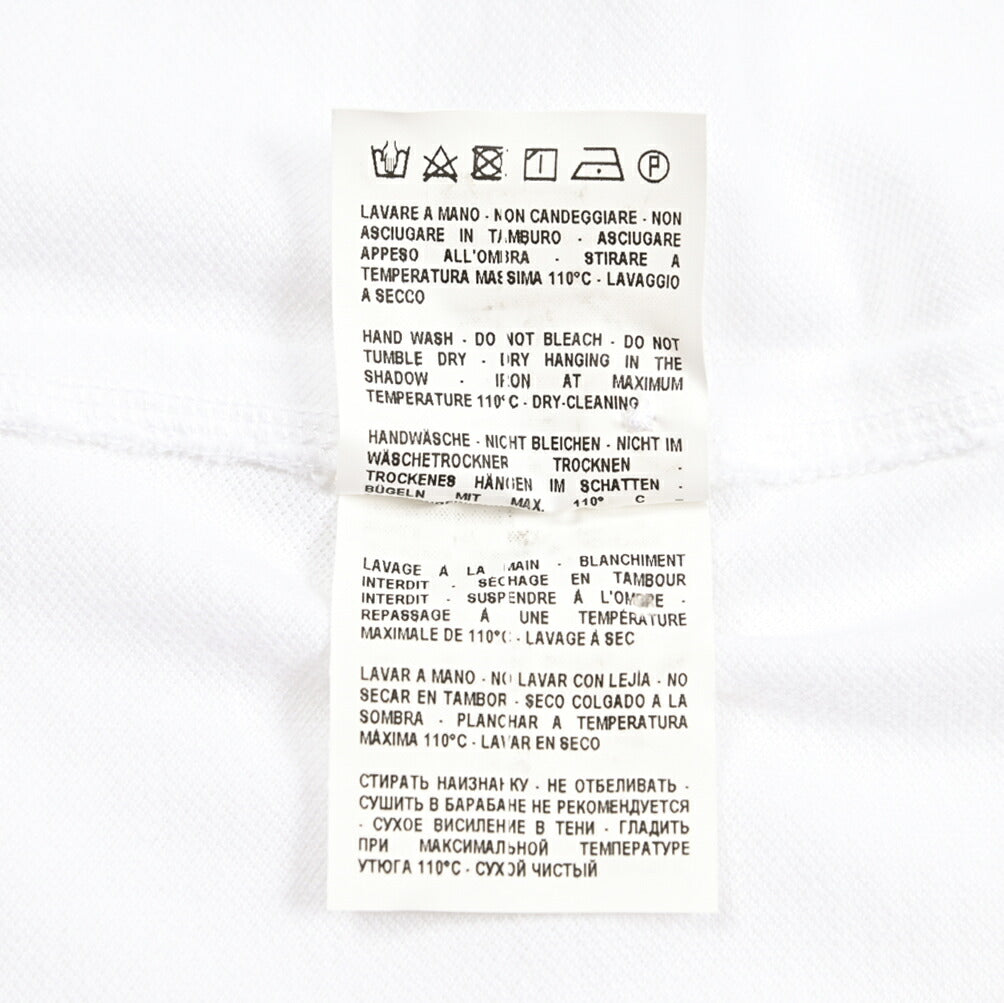 P
LAVARE A MANO - NON CANDEGGIARE - NON
ASCIUGARE IN TAMBURO - ASCIUGARE
APPESO ALL'OMBRA - STIRARE A
TEMPERATURA MASSIMA 110°C - LAVAGGIO
A SECCO
HAND WASH - DO NOT BLEACH - DO NOT
TUMBLE DRY - DRY HANGING IN THE
SHADOW - IRON AT MAXIMUM
TEMPERATURE 110°C - DRY-CLEANING
HANDWÄSCHE - NICHT BLEICHEN - NICHT IM
WÄSCHETROCKNER TROCKNEN -
TROCKENES HÄNGEN IM SCHATTEN -
BÜGELN MIT MAX. 110° C –
LAVAGE Á LA MAIN - BLANCHIMENT
INTERDIT - SÉCHAGE EN TAMBOUR
INTERDIT - SUSPENDRE Á L'OMBRE -
REPASSAGE Á UNE TEMPÉRATURE
MAXIMALE DE 110°C - LAVAGE Á SEC
LAVAR A MANO - NO LAVAR CON LEJÍA - NO
SECAR EN TAMBOR - SECO COLGADO A LA
SOMBRA - PLANCHAR A TEMPERATURA
MÁXIMA 110°C - LAVAR EN SECO
СТИРАТЬ НАИЗНАНКУ - НЕ ОТБЕЛИВАТЬ -
СУШИТЬ В БАРАБАНЕ НЕ РЕКОМЕНДУЕТСЯ
- СУХОЕ ВИСИЛЕНИЕ В ТЕНИ - ГЛАДИТЬ
ПРИ МАКСИМАЛЬНОЙ ТЕМПЕРАТУРЕ
УТЮГА 110°C - СУХОЙ ЧИСТЫЙ